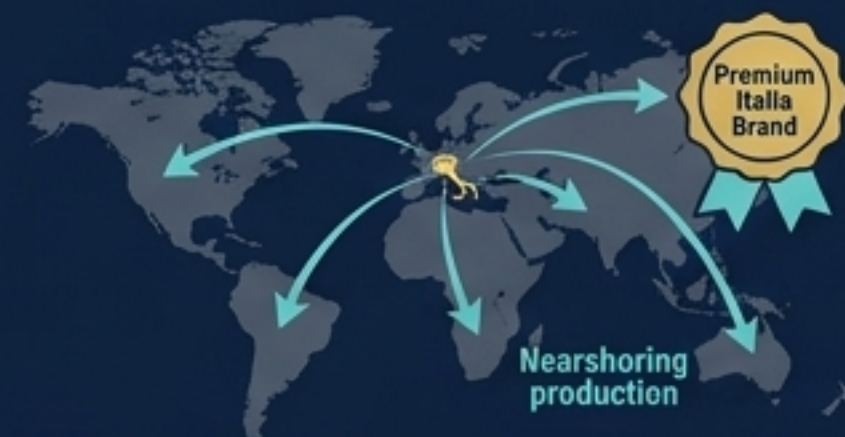 Premium
Italla
Brand
Nearshoring
production